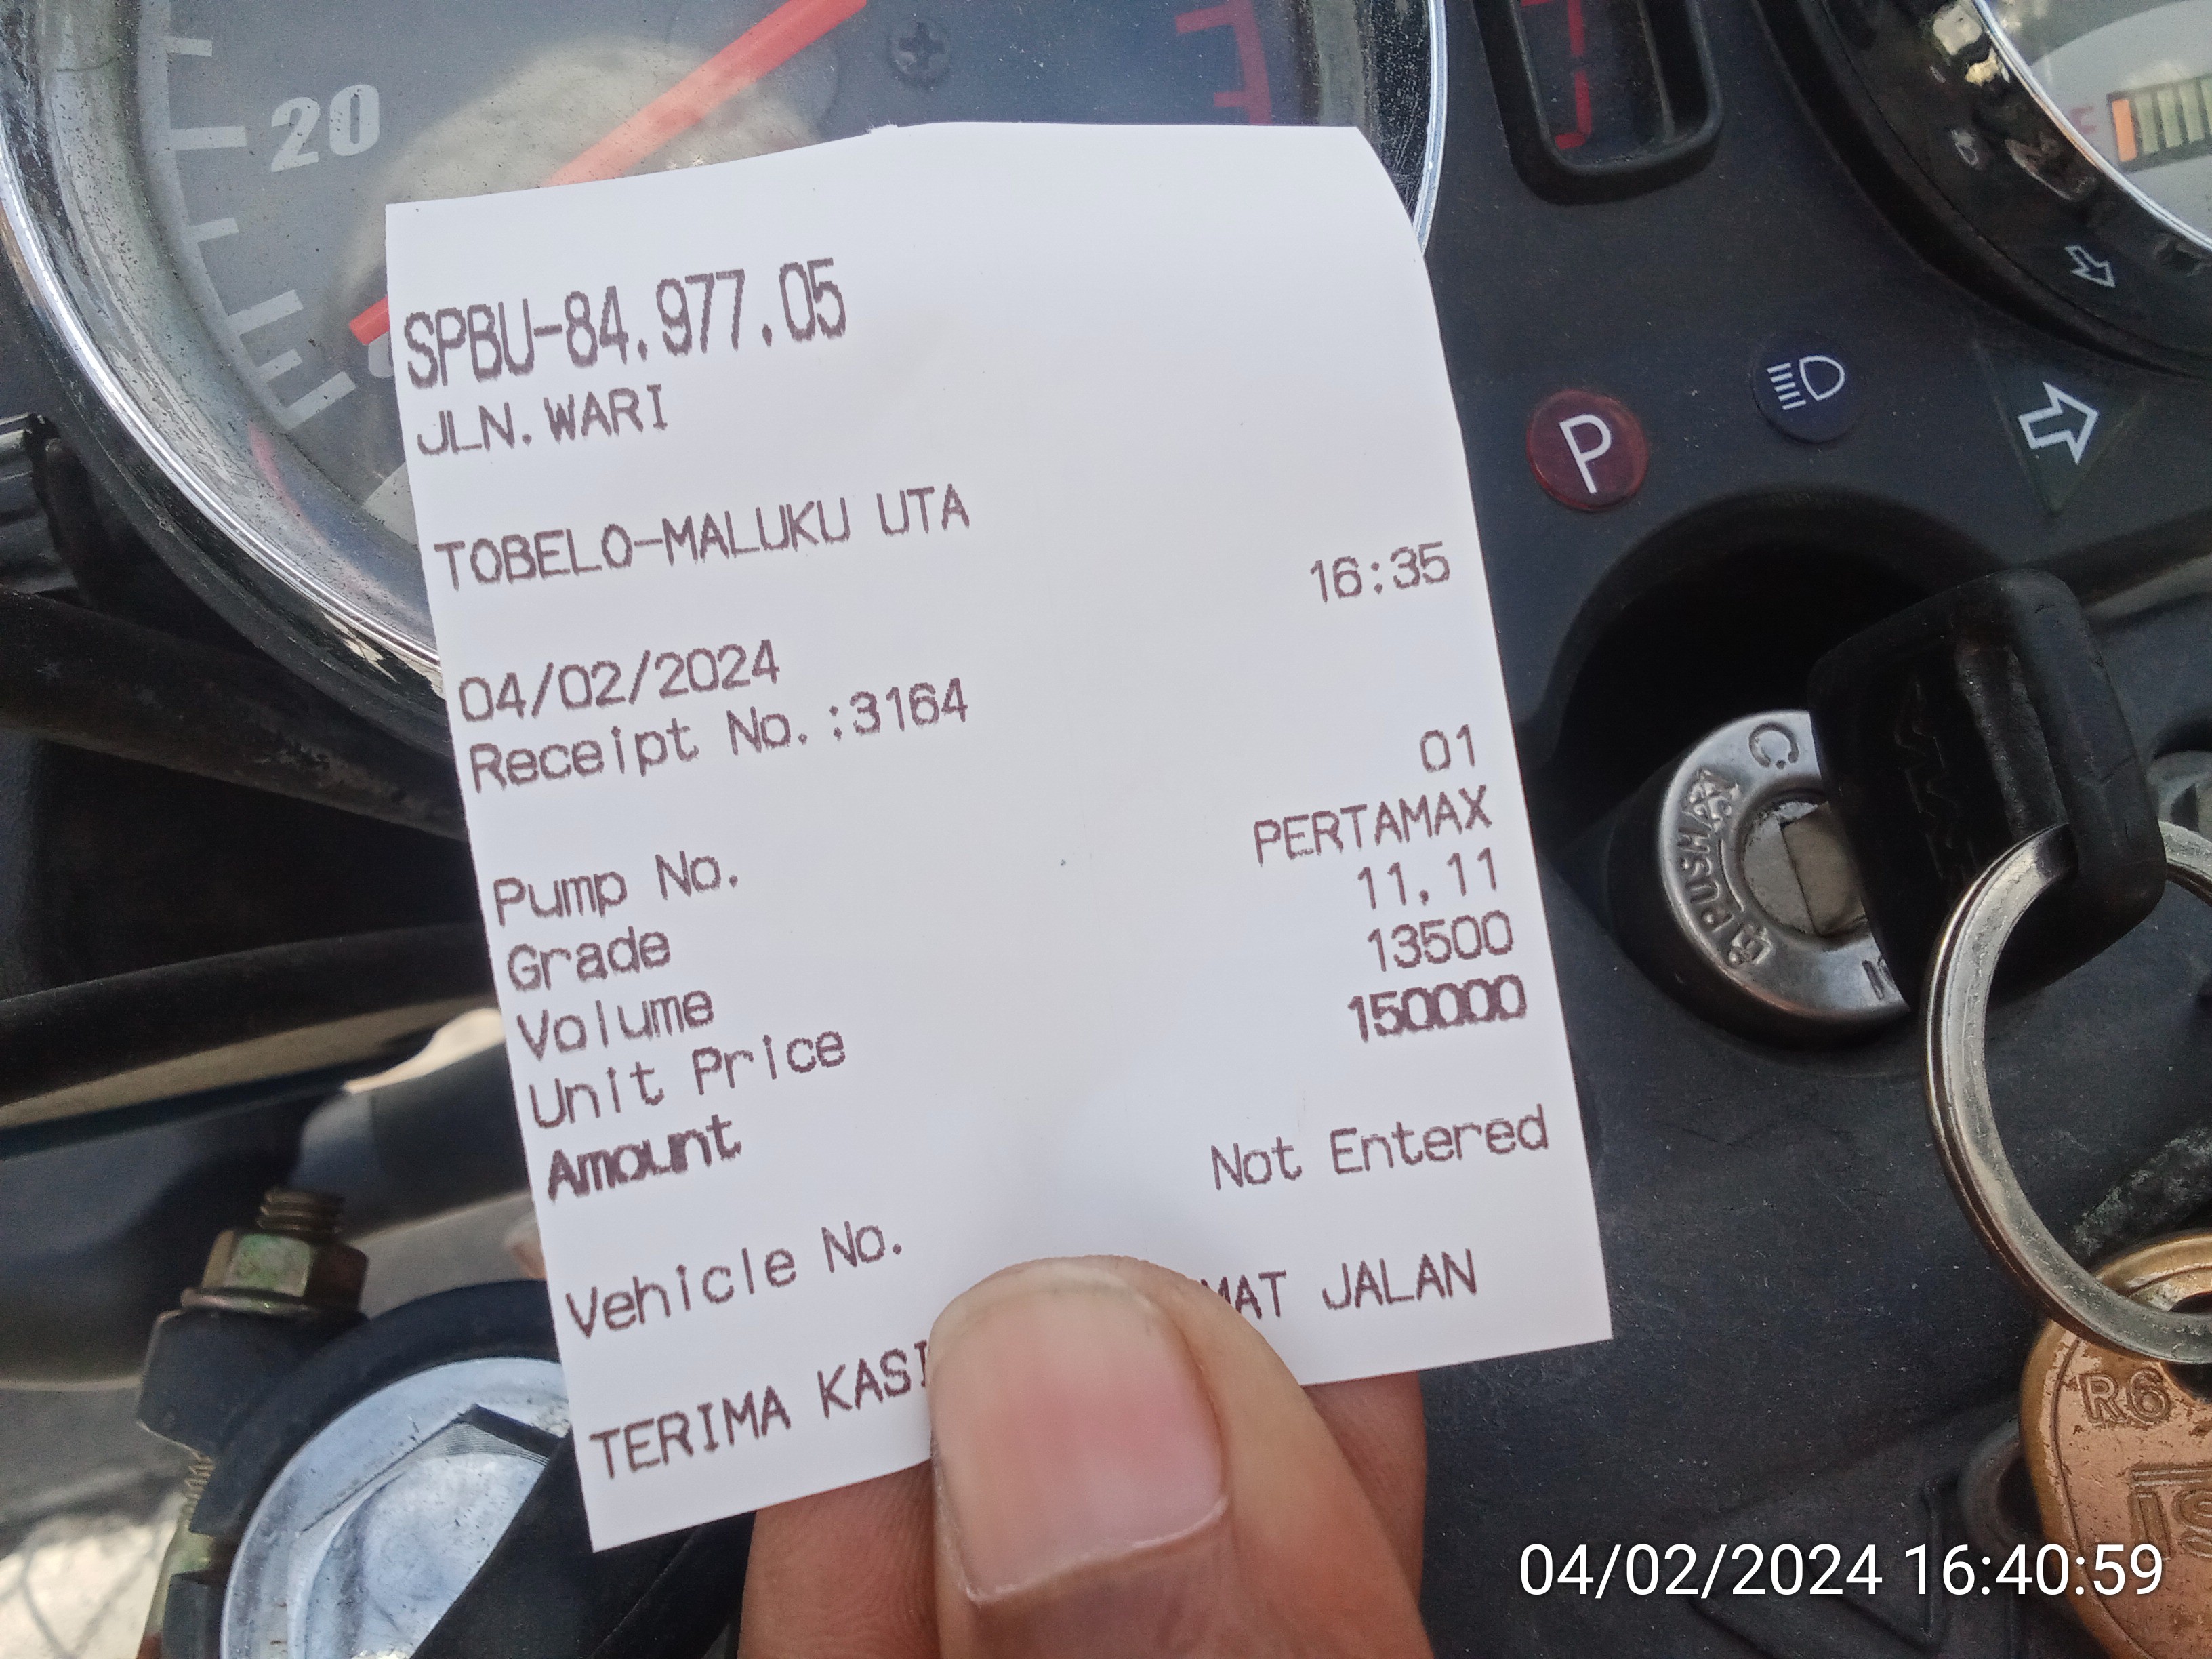 20
SPBU-84.977.05
JLN.WARI
TOBELO-MALUKU UTA
16:35
04/02/2024
Receipt No.:3164
Pump No. 01
Grade PERTAMAX
Volume 11.11
Unit Price 13500
Amount 150000
Vehicle No. Not Entered
TERIMA JALAN
P
E
PUSH
R6
04/02/2024 16:40:59